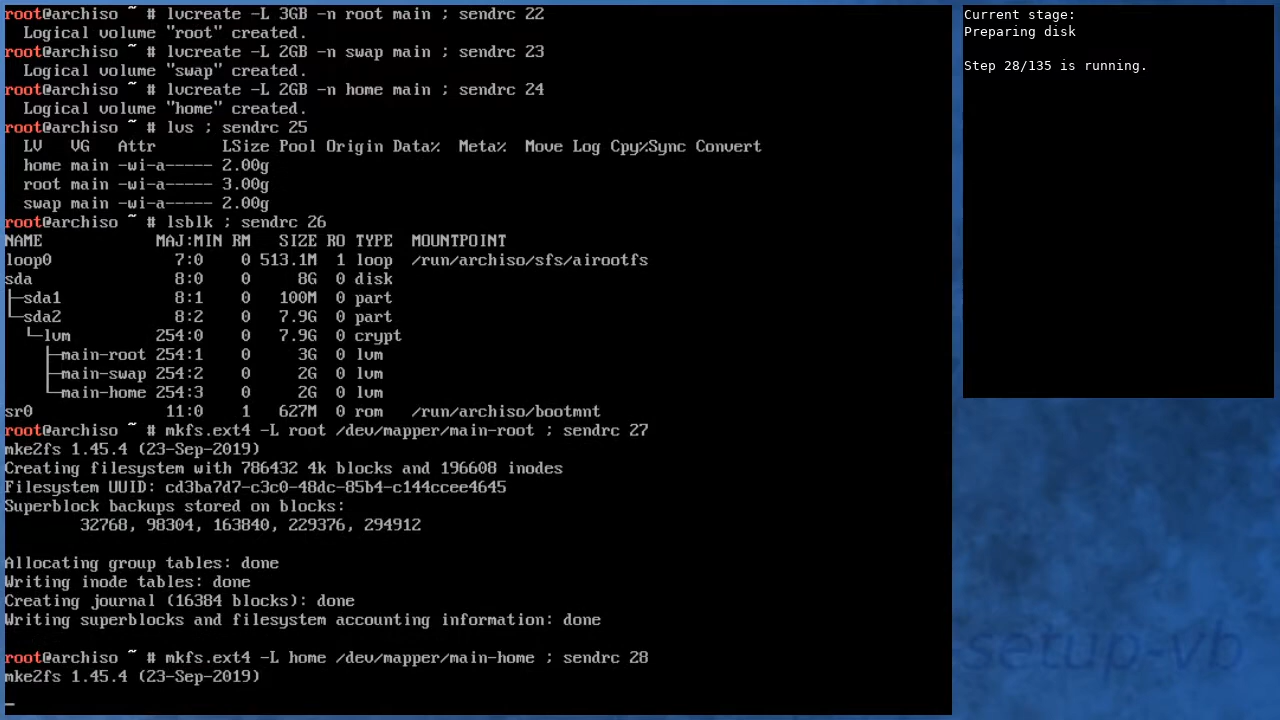 root@archiso ~ # lvcreate -L 3GB -n root main ; sendrc 22
  Logical volume "root" created.
root@archiso ~ # lvcreate -L 2GB -n swap main ; sendrc 23
  Logical volume "swap" created.
root@archiso ~ # lvcreate -L 2GB -n home main ; sendrc 24
  Logical volume "home" created.
root@archiso ~ # lvs ; sendrc 25
  LV   VG   Attr       LSize Pool Origin Data%  Meta%  Move Log Cpy%Sync Convert
  home main -wi-a----- 2.00g
  root main -wi-a----- 3.00g
  swap main -wi-a----- 2.00g
root@archiso ~ # lsblk ; sendrc 26
NAME            MAJ:MIN RM   SIZE RO TYPE  MOUNTPOINT
loop0             7:0    0 513.1M  1 loop  /run/archiso/sfs/airootfs
sda               8:0    0     8G  0 disk
├─sda1            8:1    0   100M  0 part
└─sda2            8:2    0   7.9G  0 part
  └─lvm         254:0    0   7.9G  0 crypt
    ├─main-root 254:1    0     3G  0 lvm
    ├─main-swap 254:2    0     2G  0 lvm
    └─main-home 254:3    0     2G  0 lvm
sr0              11:0    1   627M  0 rom   /run/archiso/bootmnt
root@archiso ~ # mkfs.ext4 -L root /dev/mapper/main-root ; sendrc 27
mke2fs 1.45.4 (23-Sep-2019)
Creating filesystem with 786432 4k blocks and 196608 inodes
Filesystem UUID: cd3ba7d7-c3c0-48dc-85b4-c144ccee4645
Superblock backups stored on blocks:
        32768, 98304, 163840, 229376, 294912
Allocating group tables: done
Writing inode tables: done
Creating journal (16384 blocks): done
Writing superblocks and filesystem accounting information: done
root@archiso ~ # mkfs.ext4 -L home /dev/mapper/main-home ; sendrc 28
mke2fs 1.45.4 (23-Sep-2019)
_
Current stage:
Preparing disk
Step 28/135 is running.
setup-vb